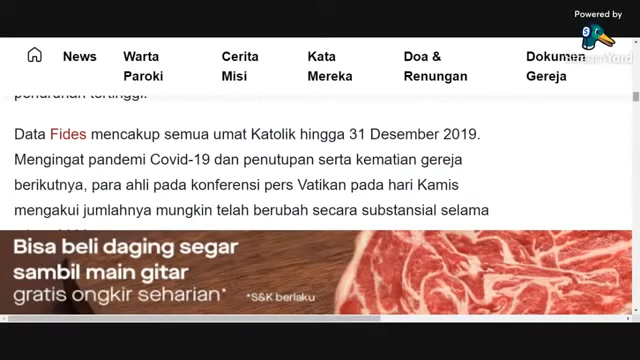 Powered by
StreamYard
News
Warta Paroki
Cerita Misi
Kata Mereka
Doa & Renungan
Dokumen Gereja
Data Fides mencakup semua umat Katolik hingga 31 Desember 2019.
Mengingat pandemi Covid-19 dan penutupan serta kematian gereja
berikutnya, para ahli pada konferensi pers Vatikan pada hari Kamis
mengakui jumlahnya mungkin telah berubah secara substansial selama
Bisa beli daging segar
sambil main gitar
gratis ongkir seharian*
*S&K berlaku